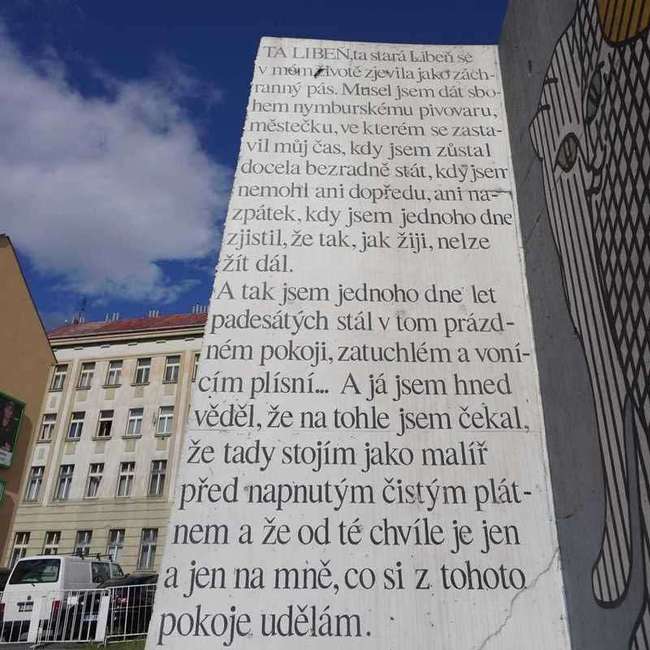 TA LIBEŇ, ta stará Libeň se
v mém životě zjevila jako zách-
ranný pás. Musel jsem dát sbo-
hem nymburskému pivovaru,
městečku, ve kterém se zasta-
vil můj čas, kdy jsem zůstal
docela bezradně stát, kdy jsem
nemohl ani dopředu, ani na-
zpátek, kdy jsem jednoho dne
zjistil, že tak, jak žiji, nelze
žít dál.
A tak jsem jednoho dne let
padesátých stál v tom prázd-
ném pokoji, zatuchlém a voní-
cím plísní... A já jsem hned
věděl, že na tohle jsem čekal,
že tady stojím jako malíř
před napnutým čistým plát-
nem a že od té chvíle je jen
a jen na mně, co si z tohoto
pokoje udělám.